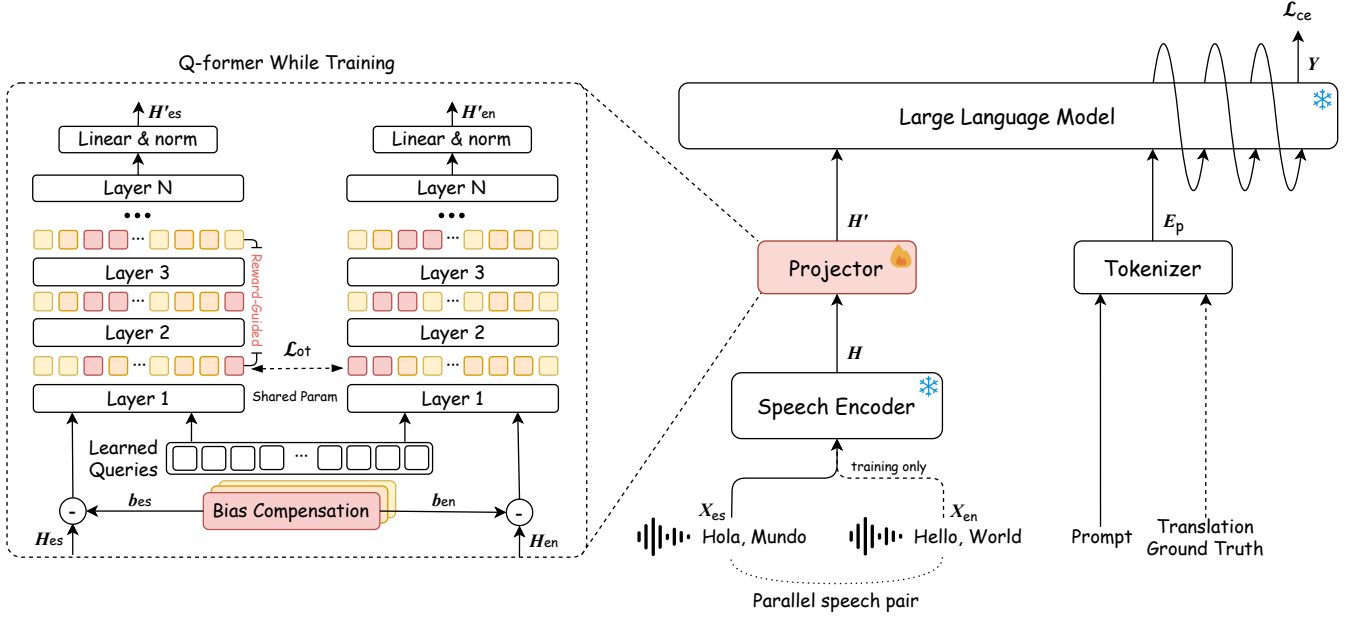 Q-former While Training
H'es
H'en
Linear & norm
Linear & norm
Layer N
Layer N
•••
•••
...
...
Layer 3
Layer 3
Reward-Guided
...
...
Layer 2
Layer 2
...
...
ℒot
Layer 1
Shared Param
Layer 1
Learned
Queries
...
bes
Bias Compensation
ben
-
-
Hes
Hen
ℒce
Y
Large Language Model
H'
Ep
Projector
Tokenizer
H
Speech Encoder
training only
Xes
Xen
Hola, Mundo
Hello, World
Parallel speech pair
Prompt
Translation
Ground Truth